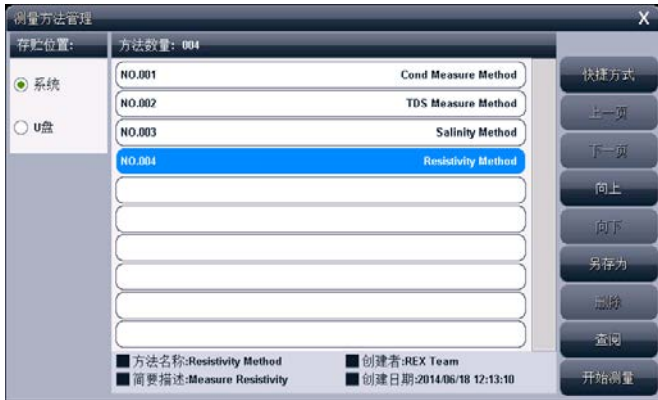 测量方法管理 X
存贮位置:
方法数量: 004
系统
U盘
NO.001 Cond Measure Method
NO.002 TDS Measure Method
NO.003 Salinity Method
NO.004 Resistivity Method
方法名称:Resistivity Method
创建者:REX Team
简要描述:Measure Resistivity
创建日期:2014/06/18 12:13:10
快捷方式
上一页
下一页
向上
向下
另存为
删除
查阅
开始测量